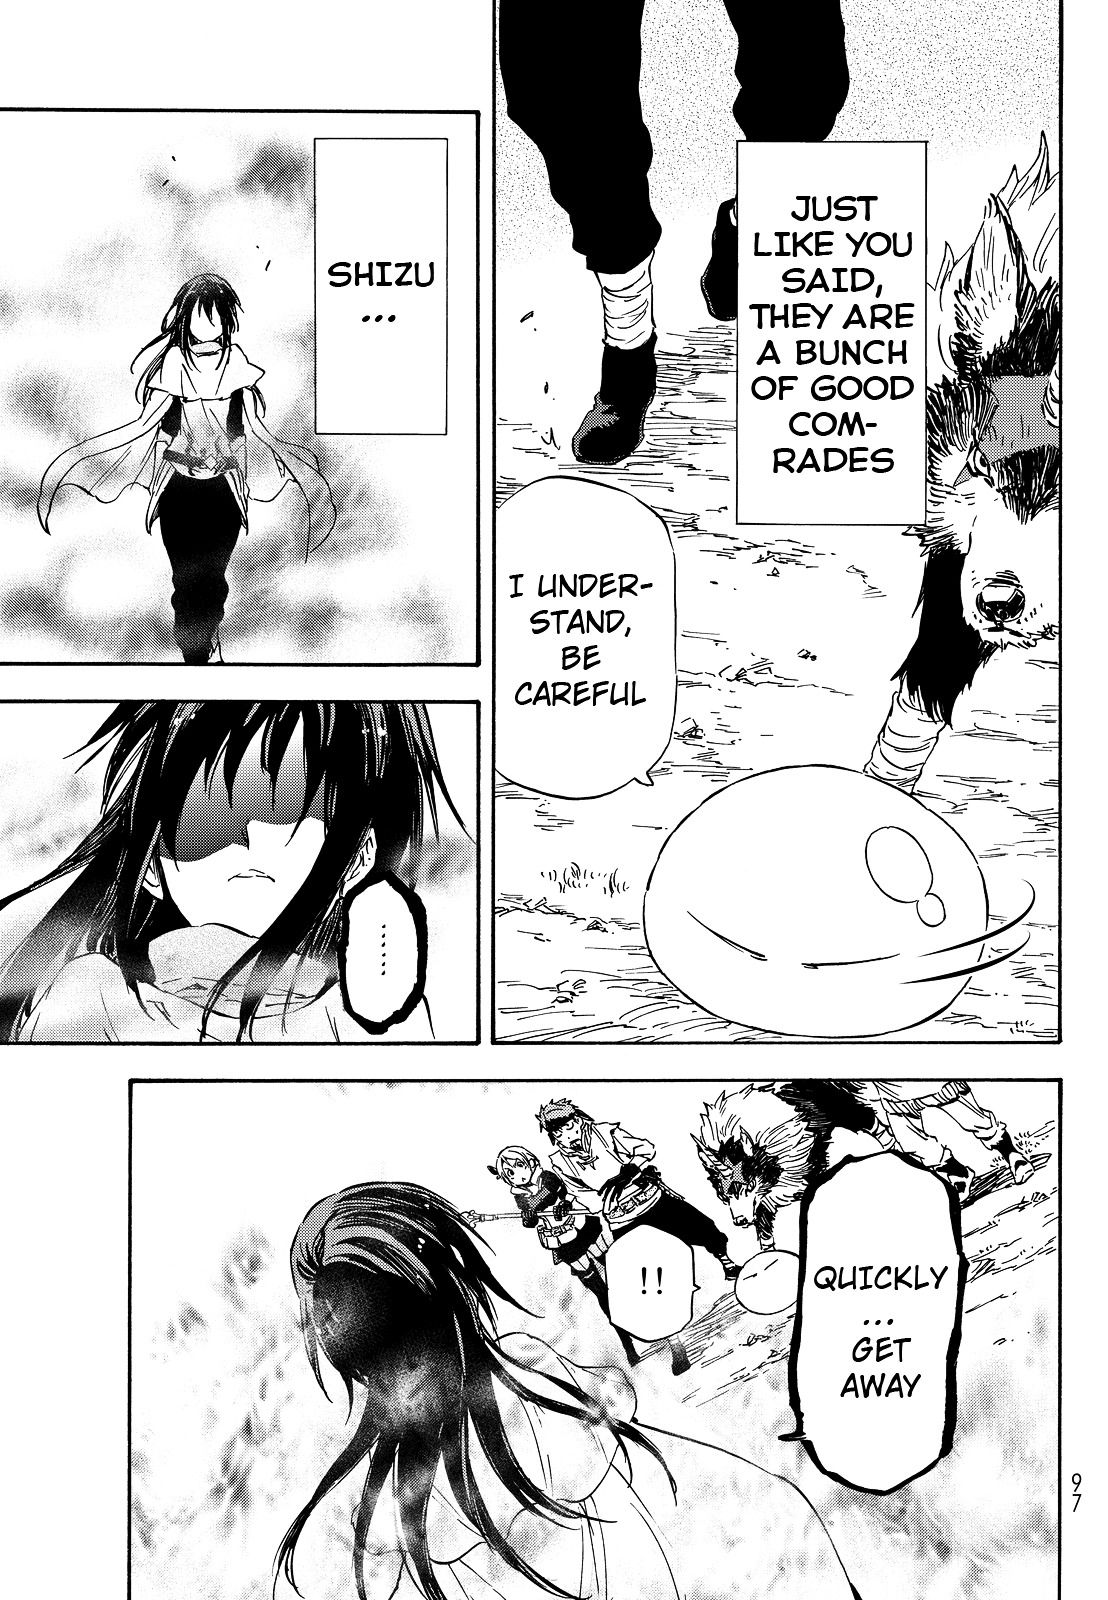 JUST
LIKE YOU
SAID,
THEY ARE
A BUNCH
OF GOOD
COM-
RADES
I UNDER-
STAND,
BE
CAREFUL
SHIZU
...
.......
QUICKLY
...
GET
AWAY
!!
97